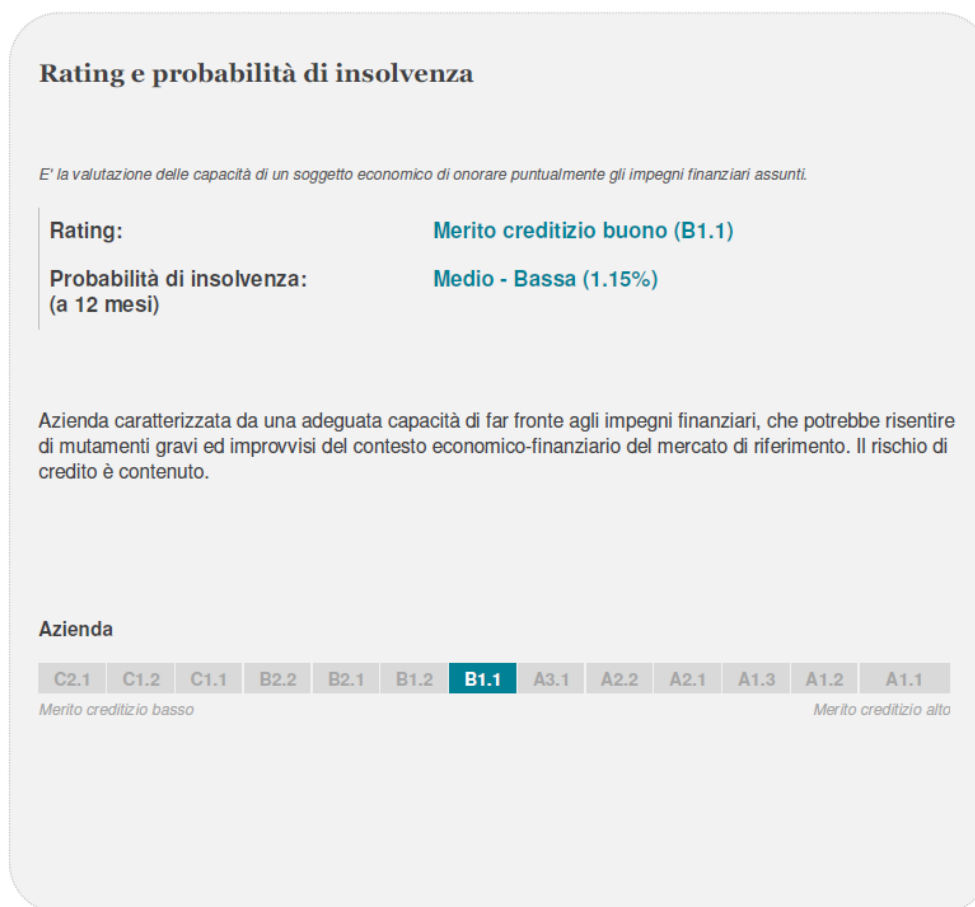 Rating e probabilità di insolvenza
E' la valutazione delle capacità di un soggetto economico di onorare puntualmente gli impegni finanziari assunti.
Rating: Merito creditizio buono (B1.1)
Probabilità di insolvenza: Medio - Bassa (1.15%)
(a 12 mesi)
Azienda caratterizzata da una adeguata capacità di far fronte agli impegni finanziari, che potrebbe risentire
di mutamenti gravi ed improvvisi del contesto economico-finanziario del mercato di riferimento. Il rischio di
credito è contenuto.
Azienda
C2.1 C1.2 C1.1 B2.2 B2.1 B1.2 B1.1 A3.1 A2.2 A2.1 A1.3 A1.2 A1.1
Merito creditizio basso Merito creditizio alto